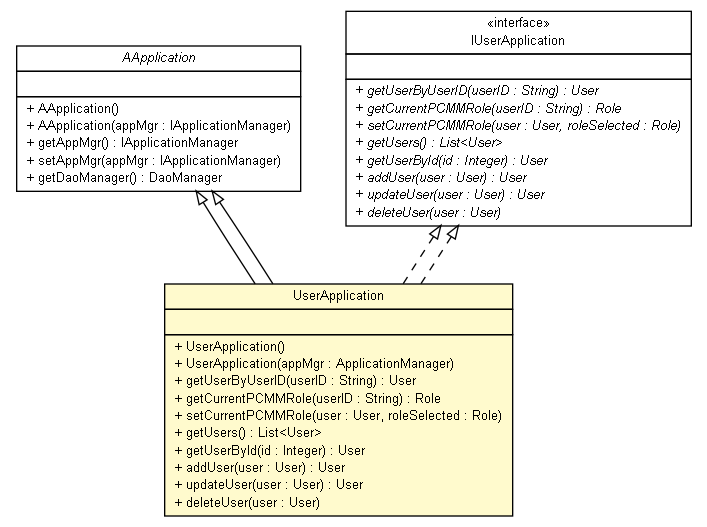 AApplication
+ AApplication()
+ AApplication(appMgr : IApplicationManager)
+ getAppMgr() : IApplicationManager
+ setAppMgr(appMgr : IApplicationManager)
+ getDaoManager() : DaoManager
«interface»
IUserApplication
+ getUserByUserID(userID : String) : User
+ getCurrentPCMMRole(userID : String) : Role
+ setCurrentPCMMRole(user : User, roleSelected : Role)
+ getUsers() : List<User>
+ getUserById(id : Integer) : User
+ addUser(user : User) : User
+ updateUser(user : User) : User
+ deleteUser(user : User)
UserApplication
+ UserApplication()
+ UserApplication(appMgr : ApplicationManager)
+ getUserByUserID(userID : String) : User
+ getCurrentPCMMRole(userID : String) : Role
+ setCurrentPCMMRole(user : User, roleSelected : Role)
+ getUsers() : List<User>
+ getUserById(id : Integer) : User
+ addUser(user : User) : User
+ updateUser(user : User) : User
+ deleteUser(user : User)